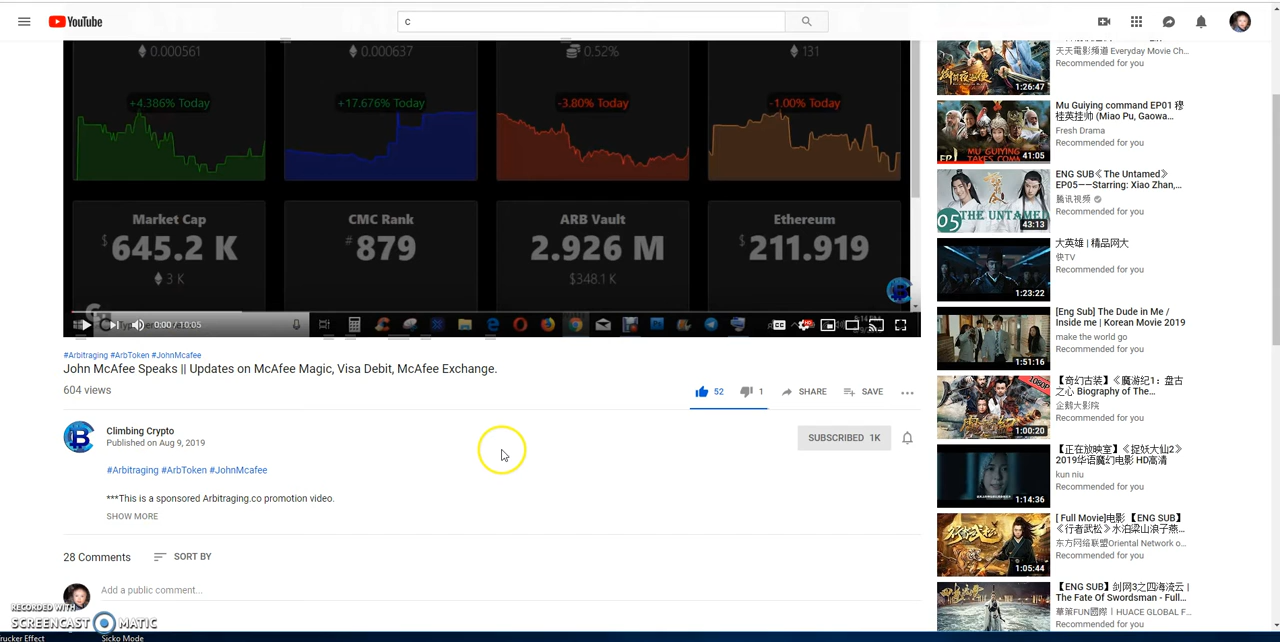 YouTube
c
0.000561
0.000637
0.52%
131
+4.386% Today
+17.676% Today
-3.80% Today
-1.00% Today
Market Cap
CMC Rank
ARB Vault
Ethereum
$645.2 K
#879
2.926 M
$211.919
3 K
$348.1 K
0:00 / 10:05
#Arbitraging #ArbToken #JohnMcafee
John McAfee Speaks || Updates on McAfee Magic, Visa Debit, McAfee Exchange.
604 views
52
1
SHARE
SAVE
Climbing Crypto
Published on Aug 9, 2019
SUBSCRIBED 1K
#Arbitraging #ArbToken #JohnMcafee
***This is a sponsored Arbitraging.co promotion video.
SHOW MORE
28 Comments
SORT BY
Add a public comment...
RECORDED WITH
SCREENCAST MATIC
rucker Effect
Sicko Mode
天天電影頻道 Everyday Movie Ch...
Recommended for you
1:26:47
Mu Guiying command EP01 穆
桂英挂帅 (Miao Pu, Gaowa...
Fresh Drama
Recommended for you
MU GUIYING
TAKES COMA
41:05
ENG SUB《The Untamed》
EP05——Starring: Xiao Zhan,...
腾讯视频
Recommended for you
05 THE UNTAMED
43:13
大英雄 | 精品网大
快TV
Recommended for you
1:23:22
[Eng Sub] The Dude in Me /
Inside me | Korean Movie 2019
make the world go
Recommended for you
1:51:16
【奇幻古装】《魔游纪1：盘古
之心 Biography of The...
企鹅大影院
Recommended for you
1080P
1:00:20
【正在放映室】《捉妖大仙2》
2019华语魔幻电影 HD高清
kun niu
Recommended for you
1:14:36
[ Full Movie]电影 【ENG SUB】
《行者武松》水泊梁山浪子燕...
东方网络联盟Oriental Network o...
Recommended for you
1:05:44
【ENG SUB】剑网3之四海流云 |
The Fate Of Swordsman - Full...
華策FUN國際 | HUACE GLOBAL F...
Recommended for you